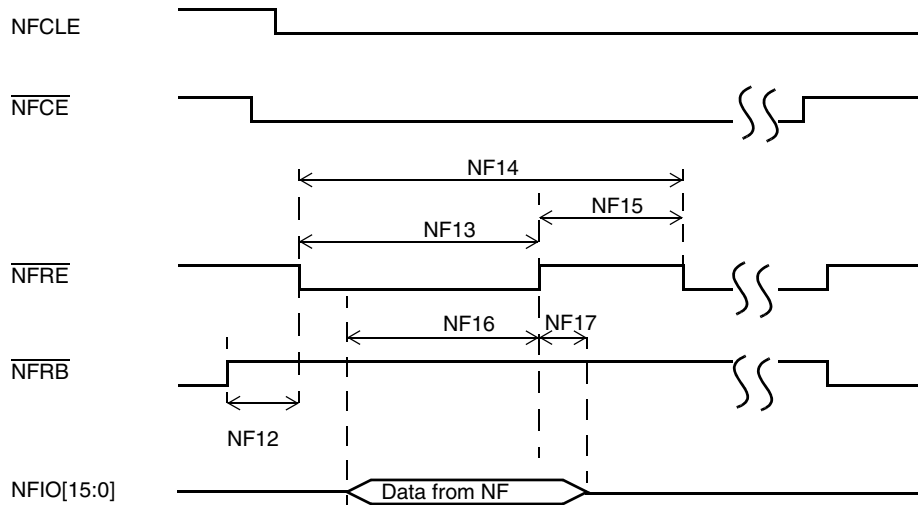 NFCLE
NFCE
NF14
NF15
NF13
NFRE
NF16
NF17
NFRB
NF12
NFIO[15:0]
Data from NF